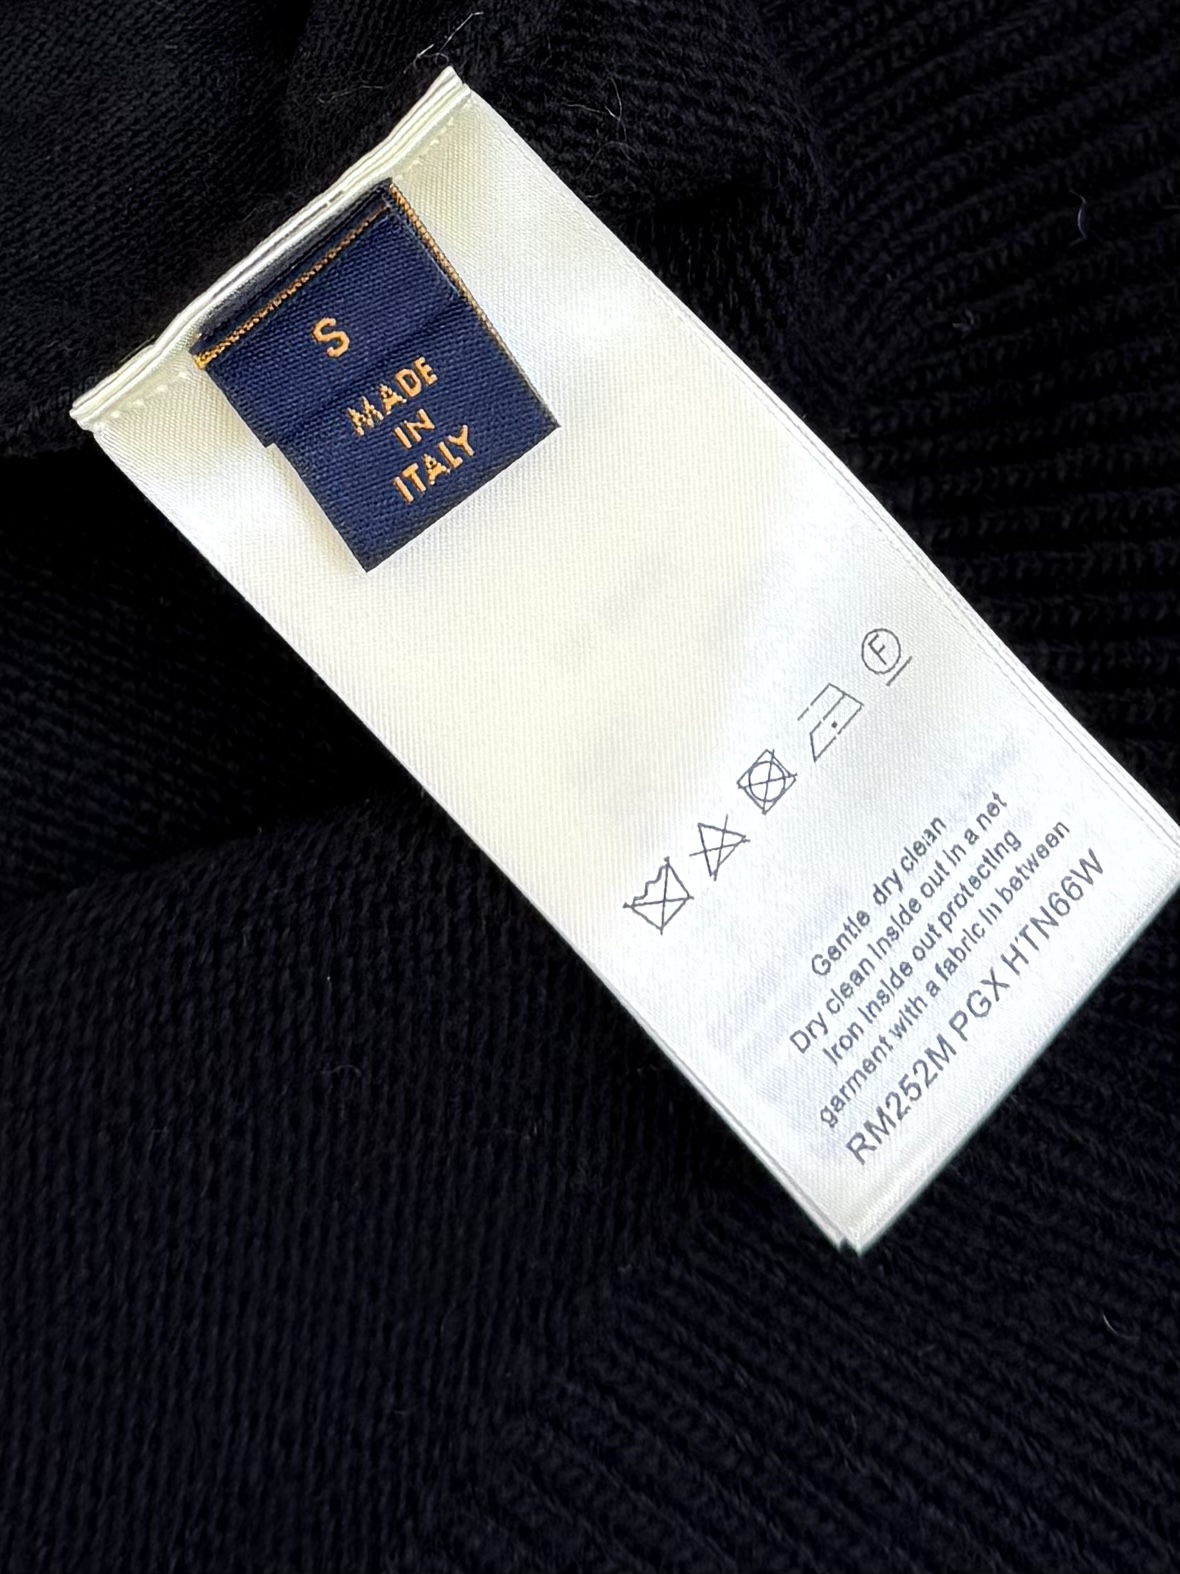 S
MADE
IN
ITALY
F
Gentle dry clean
Dry clean inside out in a net
Iron inside out protecting
garment with a fabric in between
RM252M PGX HTN66W